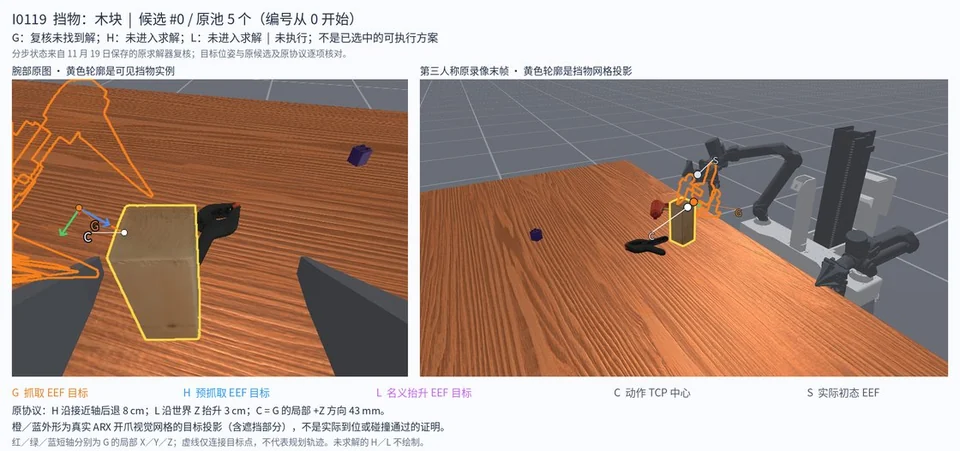 I0119 挡物：木块｜候选 #0 / 原池 5 个（编号从 0 开始）
G：复核未找到解；H：未进入求解；L：未进入求解｜未执行；不是已选中的可执行方案
分步状态来自 11 月 19 日保存的原求解器复核；目标位姿与原候选及原协议逐项核对。
腕部原图 · 黄色轮廓是可见挡物实例
第三人称原录像末帧 · 黄色轮廓是挡物网格投影
G
C
S
G
C
G 抓取 EEF 目标
H 预抓取 EEF 目标
L 名义抬升 EEF 目标
C 动作 TCP 中心
S 实际初态 EEF
原协议：H 沿接近轴后退 8 cm；L 沿世界 Z 抬升 3 cm；C = G 的局部 +Z 方向 43 mm。
橙／蓝外形为真实 ARX 开爪视觉网格的目标投影（含遮挡部分），不是实际到位或碰撞通过的证明。
红／绿／蓝短轴分别为 G 的局部 X／Y／Z；虚线仅连接目标点，不代表规划轨迹。未求解的 H／L 不绘制。